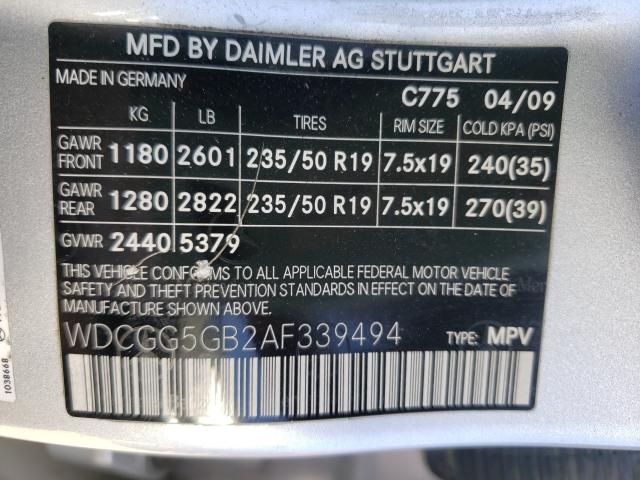 MFD BY DAIMLER AG STUTTGART
MADE IN GERMANY C775 04/09
KG LB TIRES RIM SIZE COLD KPA (PSI)
GAWR FRONT 1180 2601 235/50 R19 7.5x19 240(35)
GAWR REAR 1280 2822 235/50 R19 7.5x19 270(39)
GVWR 2440 5379
THIS VEHICLE CONFORMS TO ALL APPLICABLE FEDERAL MOTOR VEHICLE
SAFETY AND THEFT PREVENTION STANDARDS IN EFFECT ON THE DATE OF
MANUFACTURE SHOWN ABOVE.
WDCGG5GB2AF339494 TYPE: MPV
1038668